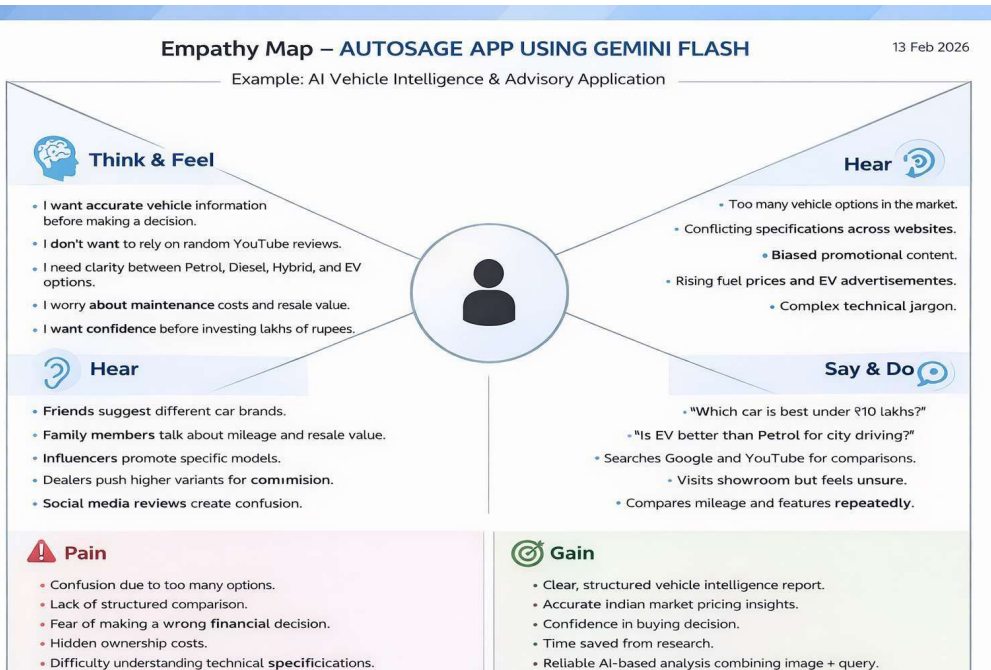 Empathy Map – AUTOSAGE APP USING GEMINI FLASH
13 Feb 2026
Example: AI Vehicle Intelligence & Advisory Application
Think & Feel
• I want accurate vehicle information
before making a decision.
• I don't want to rely on random YouTube reviews.
• I need clarity between Petrol, Diesel, Hybrid, and EV
options.
• I worry about maintenance costs and resale value.
• I want confidence before investing lakhs of rupees.
Hear
• Too many vehicle options in the market.
• Conflicting specifications across websites.
• Biased promotional content.
• Rising fuel prices and EV advertisementes.
• Complex technical jargon.
Hear
• Friends suggest different car brands.
• Family members talk about mileage and resale value.
• Influencers promote specific models.
• Dealers push higher variants for comımision.
• Social media reviews create confusion.
Say & Do
• "Which car is best under ₹10 lakhs?"
• "Is EV better than Petrol for city driving?"
• Searches Google and YouTube for comparisons.
• Visits showroom but feels unsure.
• Compares mileage and features repeatedly.
Pain
• Confusion due to too many options.
• Lack of structured comparison.
• Fear of making a wrong financial decision.
• Hidden ownership costs.
• Difficulty understanding technical specificications.
Gain
• Clear, structured vehicle intelligence report.
• Accurate indian market pricing insights.
• Confidence in buying decision.
• Time saved from research.
• Reliable AI-based analysis combining image + query.